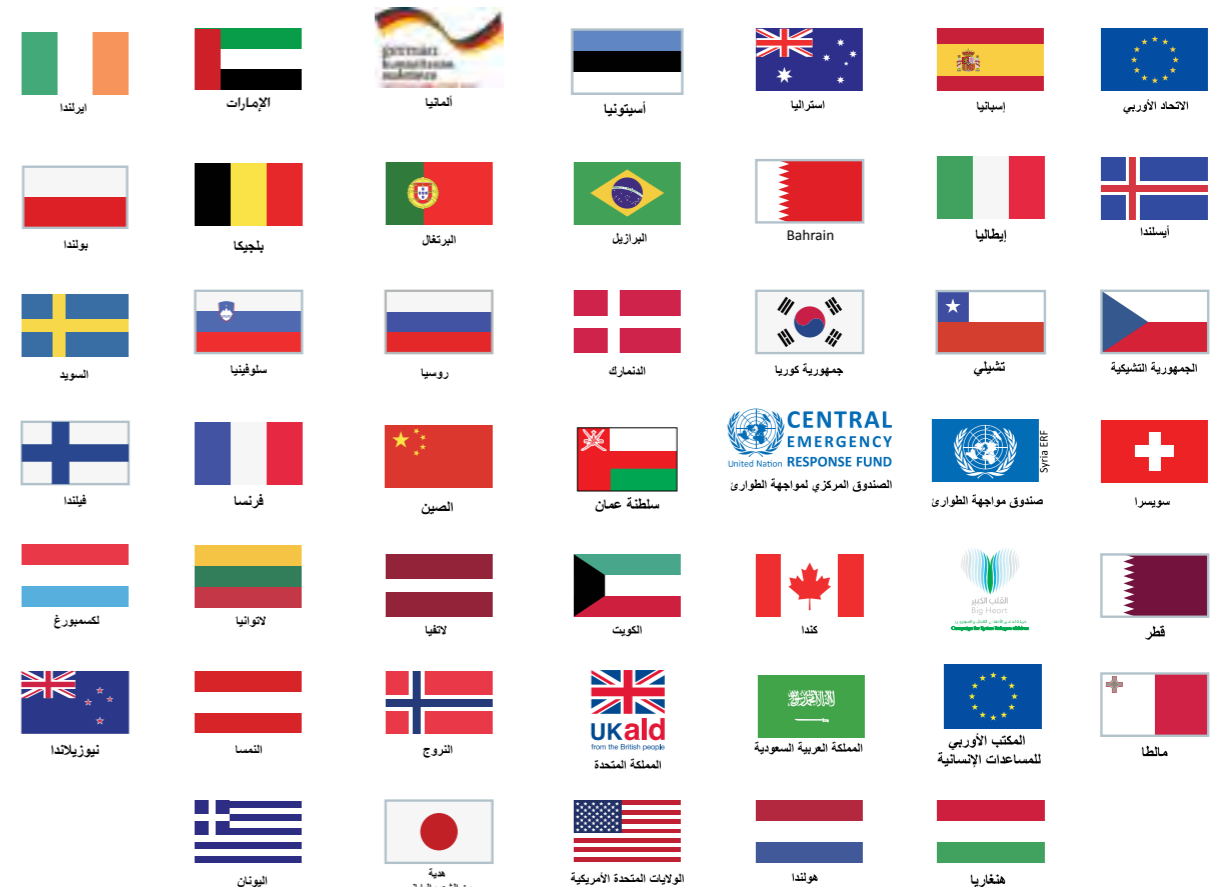 الاتحاد الأوربي
إسبانيا
استراليا
أسيتونيا
german
ألمانيا
الإمارات
ايرلندا
أيسلندا
إيطاليا
Bahrain
البرازيل
البرتغال
بلجيكا
بولندا
الجمهورية التشيكية
تشيلي
جمهورية كوريا
الدنمارك
روسيا
سلوفينيا
السويد
سويسرا
Syria ERF
صندوق مواجهة الطوارئ
CENTRAL
EMERGENCY
United Nation RESPONSE FUND
الصندوق المركزي لمواجهة الطوارئ
سلطنة عمان
الصين
فرنسا
فيلندا
قطر
القلب الكبير
Big Heart
كندا
الكويت
لاتفيا
لاتوانيا
لكسمبورغ
مالطا
المكتب الأوربي
للمساعدات الإنسانية
المملكة العربية السعودية
UKaid
from the British people
المملكة المتحدة
النروج
النمسا
نيوزيلاندا
هنغاريا
هولندا
الولايات المتحدة الأمريكية
هدية
اليونان